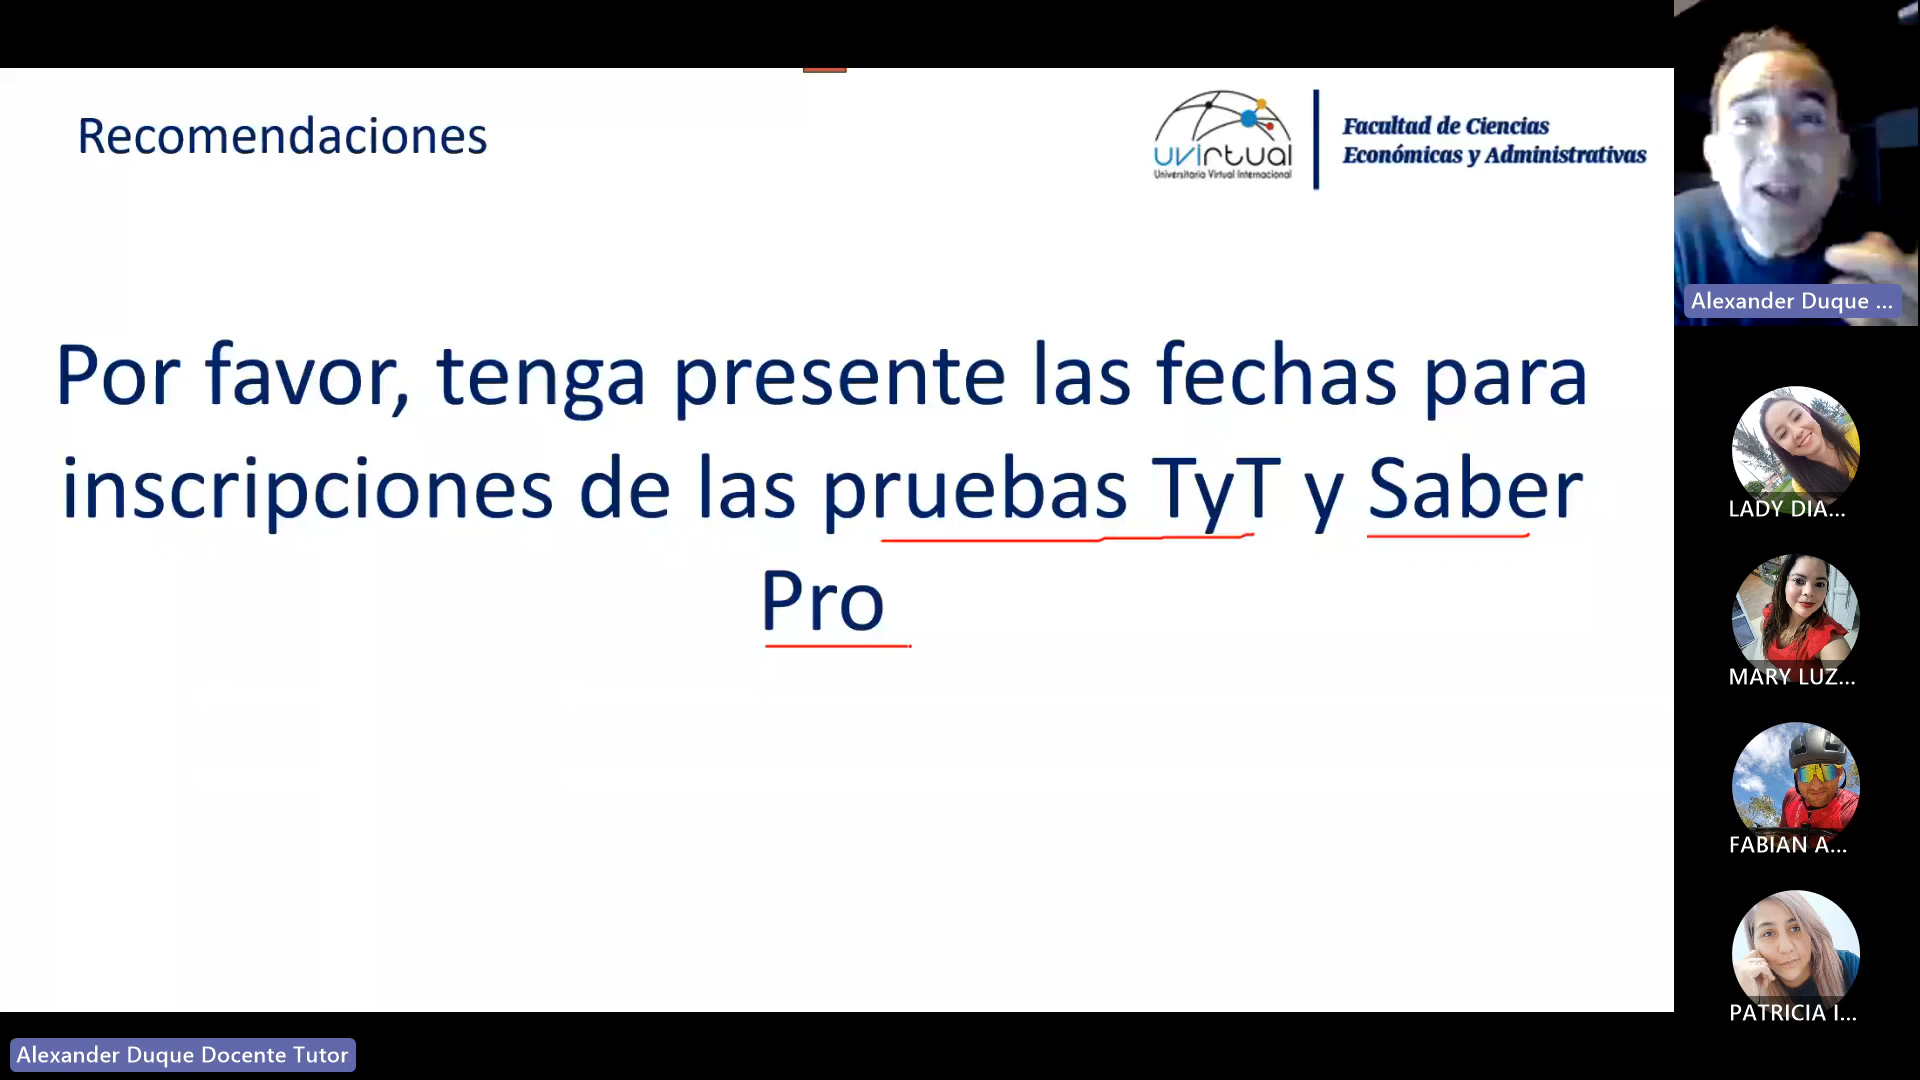 Recomendaciones
uvirtual
Universitaria Virtual Internacional
Facultad de Ciencias
Económicas y Administrativas
Por favor, tenga presente las fechas para
inscripciones de las pruebas TyT y Saber
Pro
Alexander Duque ...
LADY DIA...
MARY LUZ...
FABIAN A...
PATRICIA I...
Alexander Duque Docente Tutor